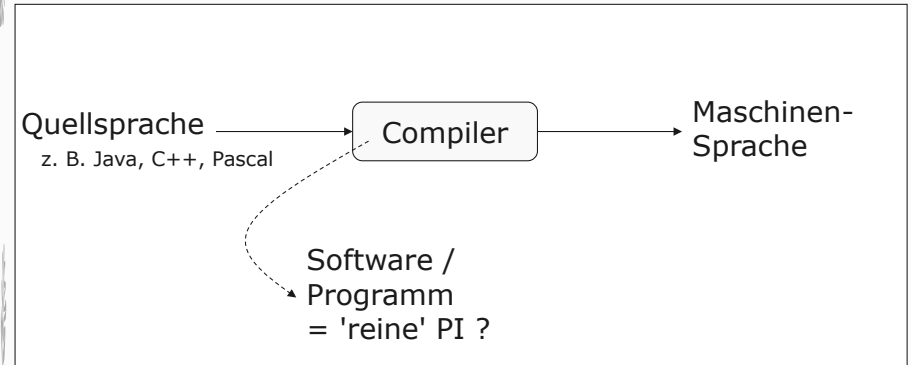 Quellsprache
z. B. Java, C++, Pascal
Compiler
Maschinen-
Sprache
Software /
Programm
= 'reine' PI ?